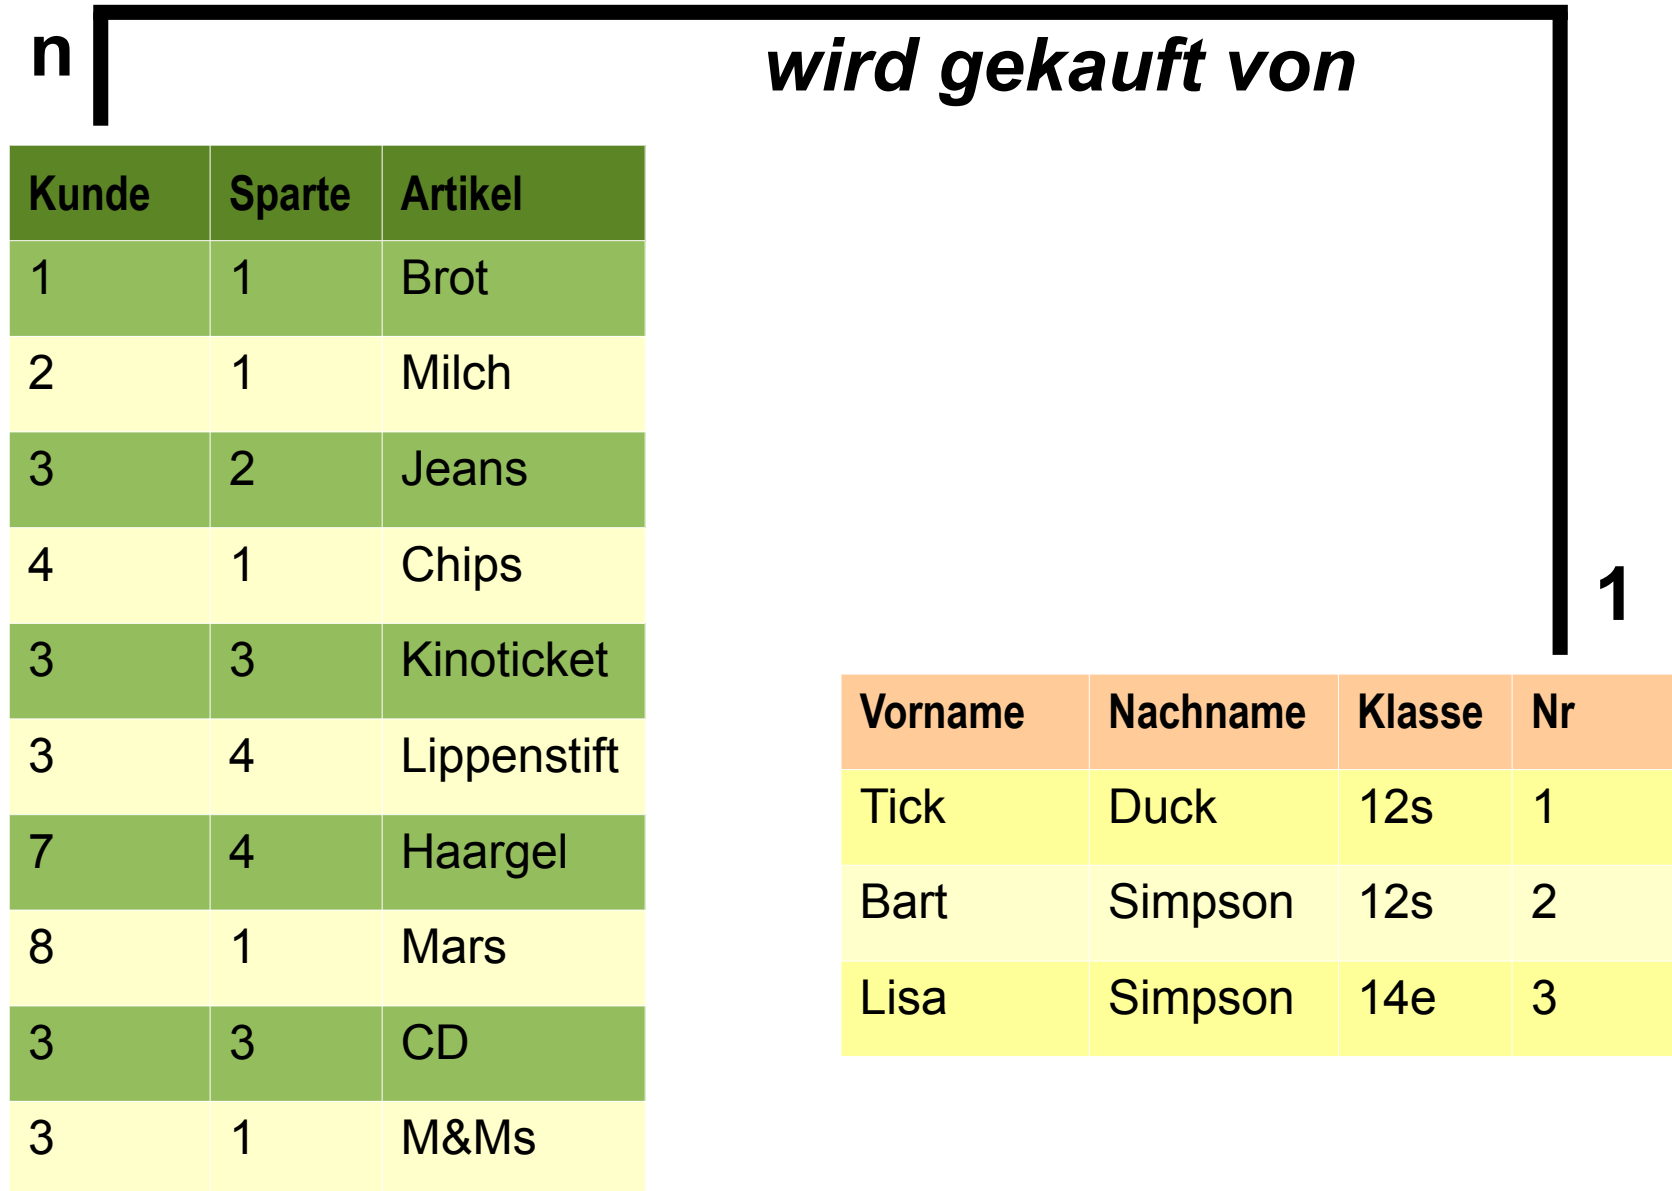 n
wird gekauft von
Kunde Sparte Artikel
1 1 Brot
2 1 Milch
3 2 Jeans
4 1 Chips
3 3 Kinoticket
3 4 Lippenstift
7 4 Haargel
8 1 Mars
3 3 CD
3 1 M&Ms
1
Vorname Nachname Klasse Nr
Tick Duck 12s 1
Bart Simpson 12s 2
Lisa Simpson 14e 3